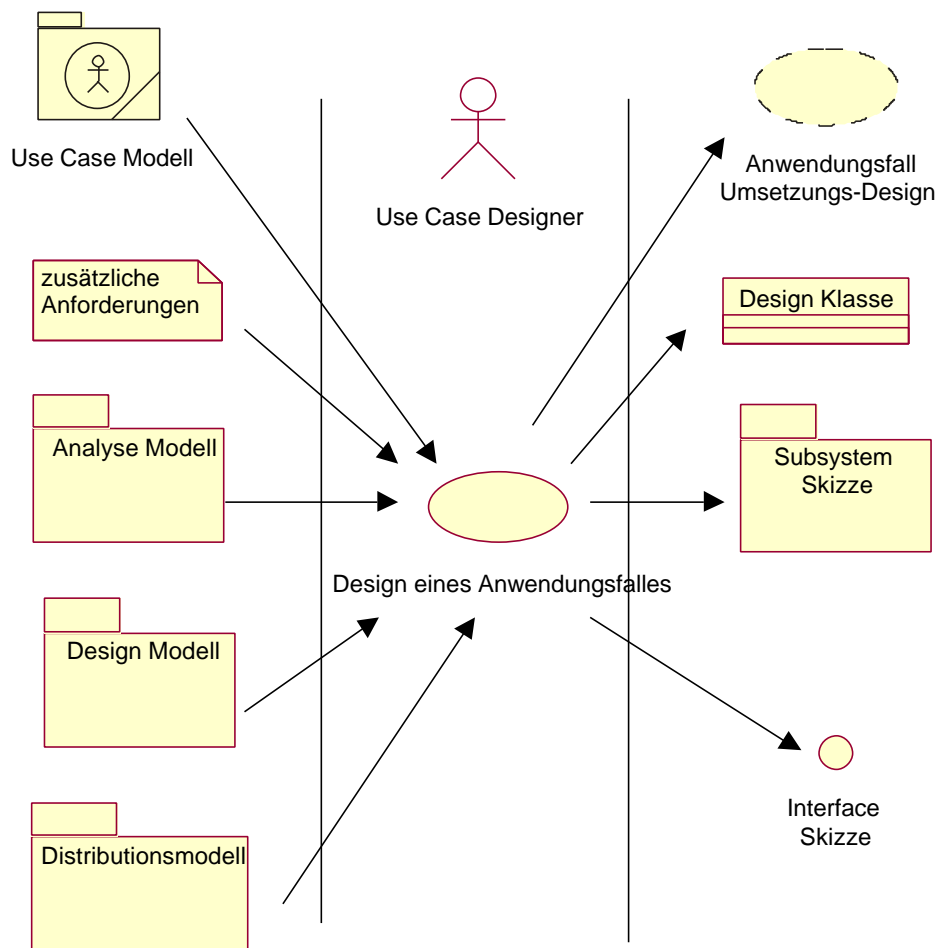 Use Case Modell
zusätzliche
Anforderungen
Analyse Modell
Design Modell
Distributionsmodell
Use Case Designer
Design eines Anwendungsfalles
Anwendungsfall
Umsetzungs-Design
Design Klasse
Subsystem
Skizze
Interface
Skizze